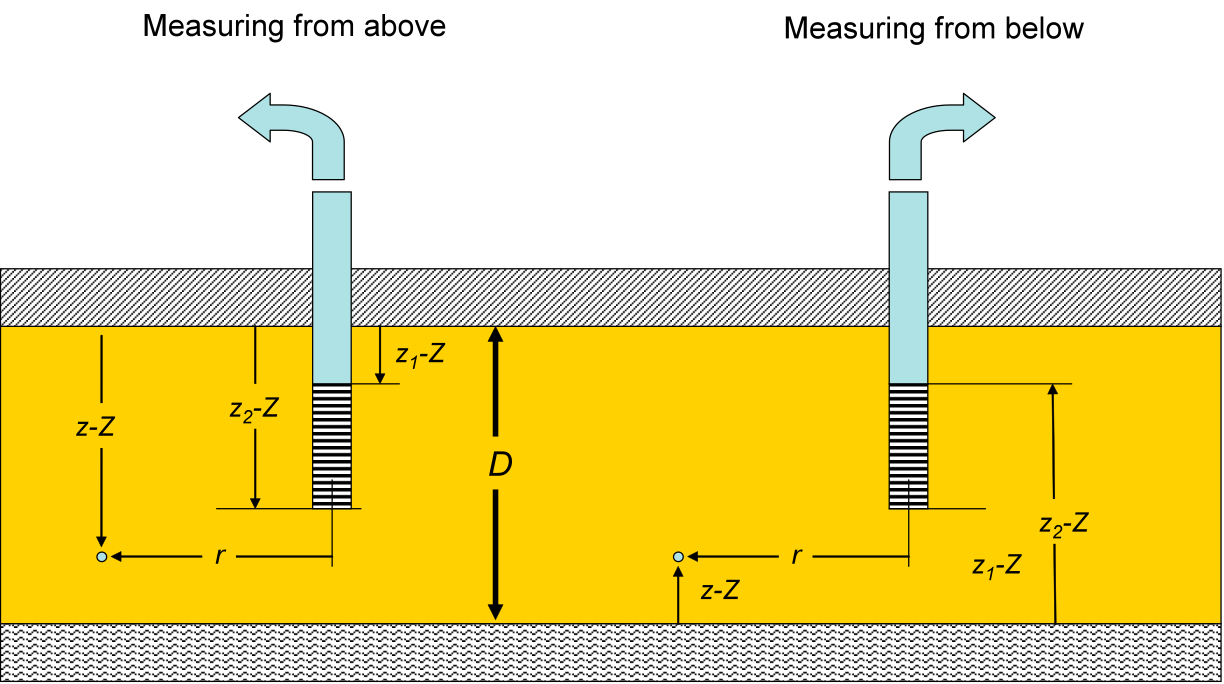 Measuring from above
Measuring from below
z₁-Z
z₂-Z
z-Z
D
r
z₂-Z
r
z₁-Z
z-Z